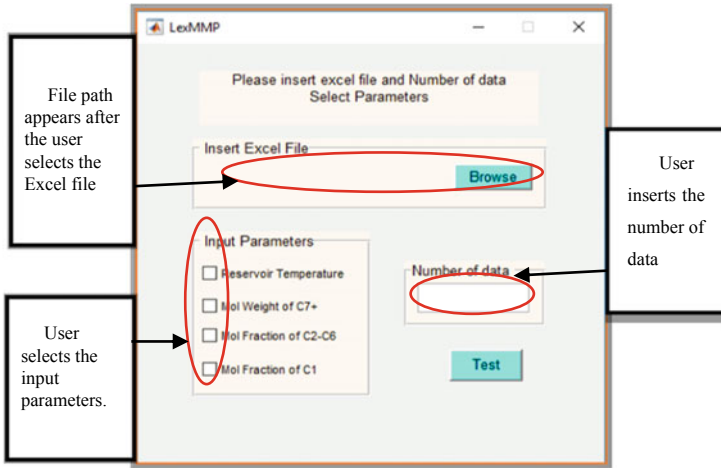 LexMMP
Please insert excel file and Number of data
Select Parameters
File path
appears after
the user
selects the
Excel file
Insert Excel File
Browse
User
inserts the
number of
data
Input Parameters
Reservoir Temperature
Mol Weight of C7+
Mol Fraction of C2-C6
Mol Fraction of C1
Number of data
Test
User
selects the
input
parameters.